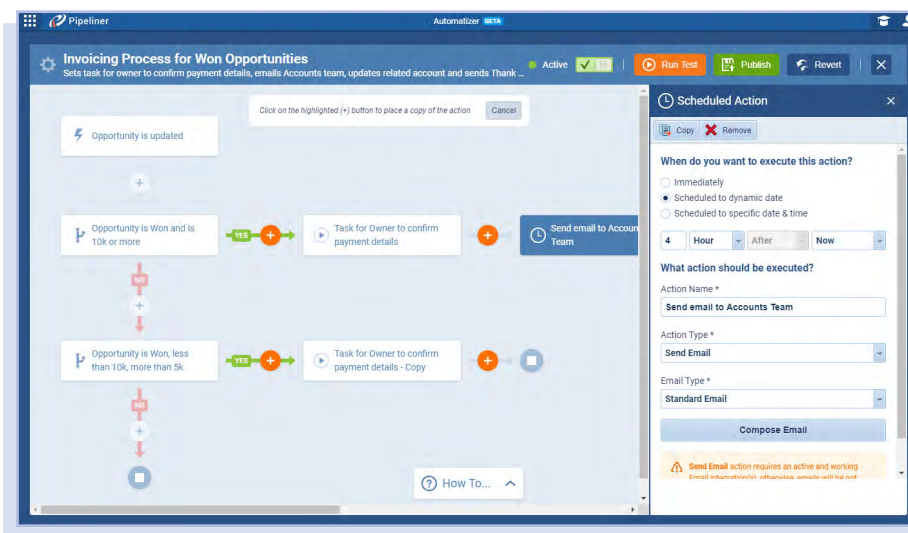 Pipeliner
Automatizer BETA
Invoicing Process for Won Opportunities
Sets task for owner to confirm payment details, emails Accounts team, updates related account and sends Thank ...
Active
Run Test
Publish
Revert
Click on the highlighted (+) button to place a copy of the action
Cancel
Opportunity is updated
Opportunity is Won and is
10k or more
YES
Task for Owner to confirm
payment details
Send email to Accoun
Team
NO
Opportunity is Won, less
than 10k, more than 5k
YES
Task for Owner to confirm
payment details - Copy
NO
How To...
Scheduled Action
Copy
Remove
When do you want to execute this action?
Immediately
Scheduled to dynamic date
Scheduled to specific date & time
4 Hour After Now
What action should be executed?
Action Name *
Send email to Accounts Team
Action Type *
Send Email
Email Type *
Standard Email
Compose Email
Send Email action requires an active and working
Email integration(s), otherwise, emails will be not